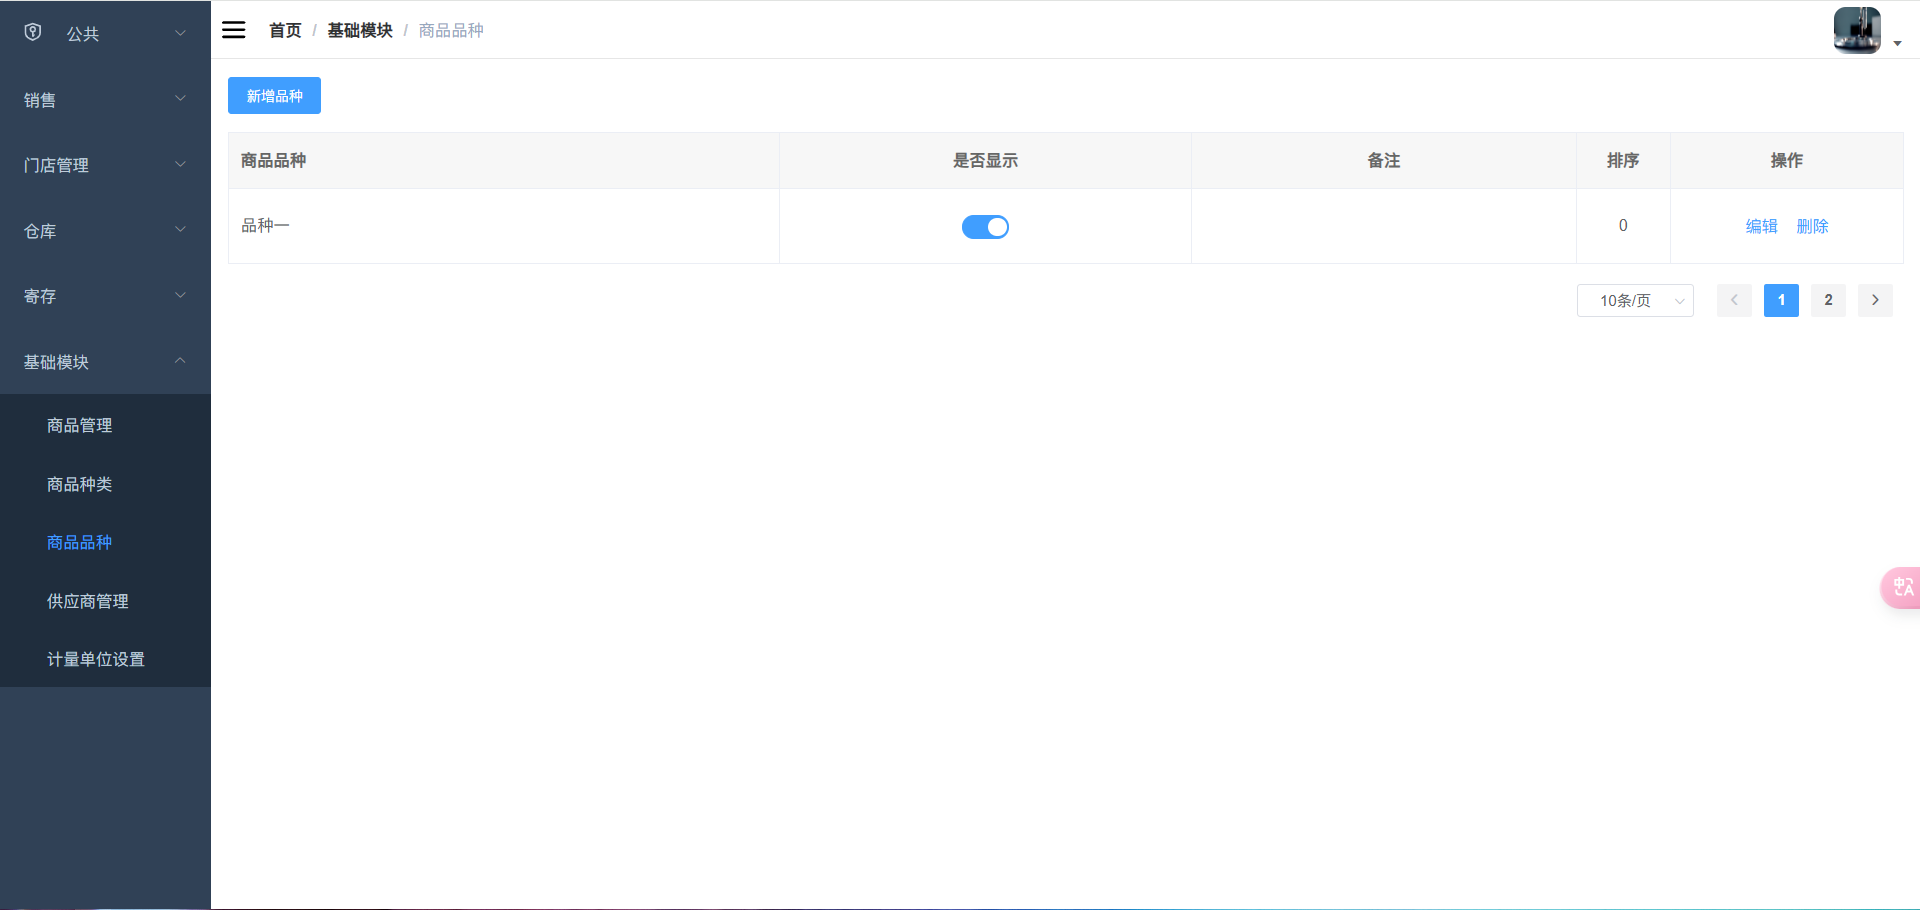 公共
销售
门店管理
仓库
寄存
基础模块
商品管理
商品种类
商品品种
供应商管理
计量单位设置
首页 / 基础模块 / 商品品种
新增品种
商品品种 是否显示 备注 排序 操作
品种一 0 编辑 删除
10条/页 1 2
中A